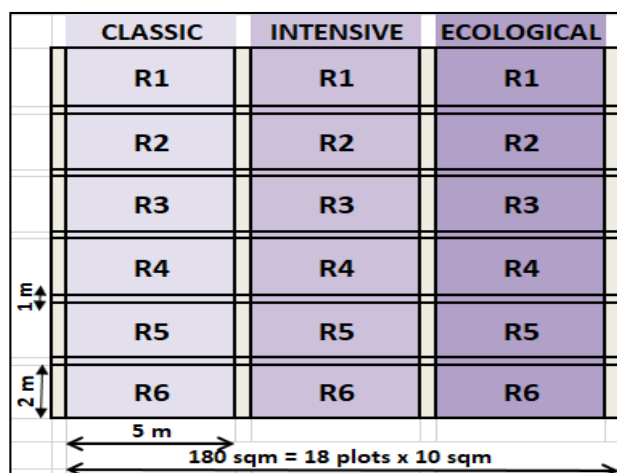 CLASSIC INTENSIVE ECOLOGICAL
R1 R1 R1
R2 R2 R2
R3 R3 R3
R4 R4 R4
1 m
R5 R5 R5
2 m
R6 R6 R6
5 m
180 sqm = 18 plots x 10 sqm